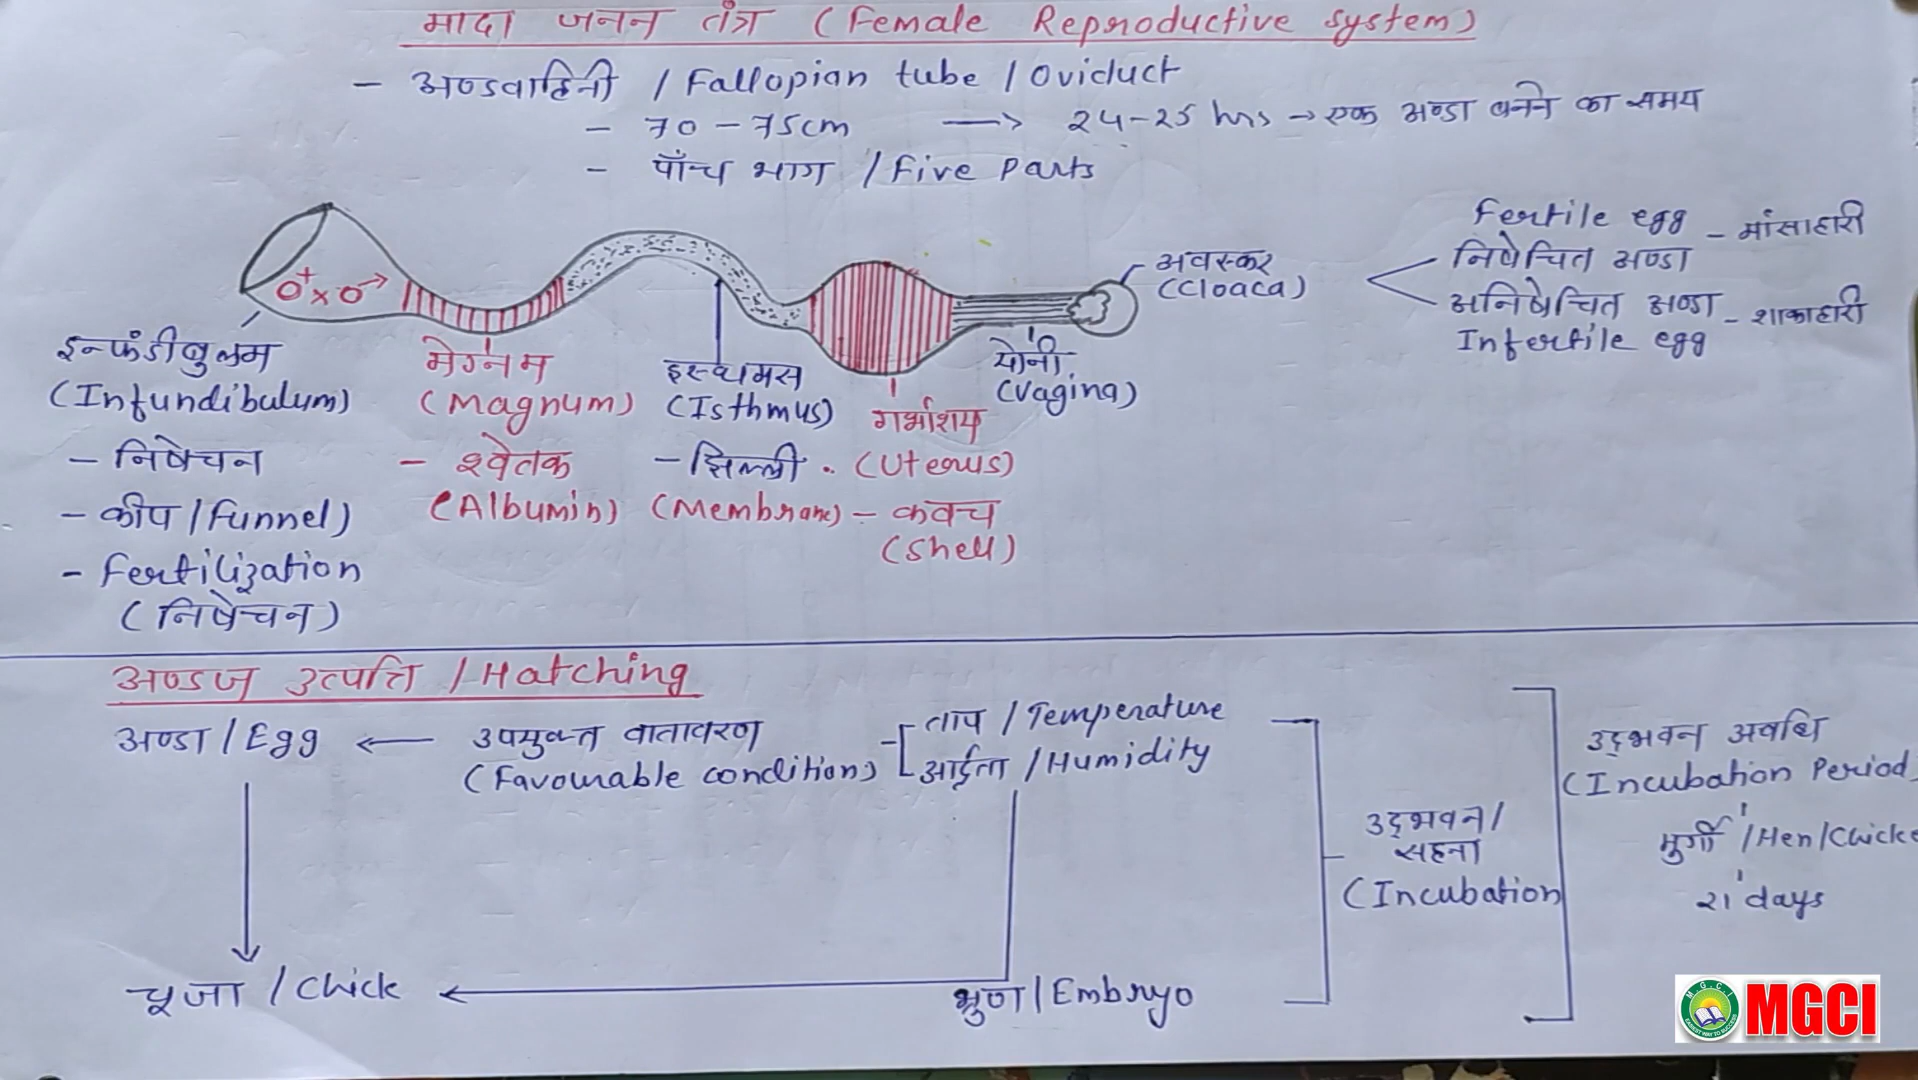 मादा जनन तंत्र (Female Reproductive System)
- अण्डवाहिनी / Fallopian tube / Oviduct
- 70-75cm → 24-25 hrs → एक अण्डा बनने का समय
- पाँच भाग / Five Parts
Fertile egg - मांसाहारी
निषेचित अण्डा
अनिषेचित अण्डा - शाकाहारी
Infertile egg
अवस्कर
(Cloaca)
♀ x ♂
इन्फंडीबुलम
(Infundibulum)
- निषेचन
- कीप / Funnel)
- Fertilization
(निषेचन)
मेग्नम
(Magnum)
- श्वेतक
(Albumin)
इस्थमस
(Isthmus)
- झिल्ली.
(Membrane)
गर्भाशय
(Uterus)
- कवच
(Shell)
योनी
(Vagina)
अण्डज उत्पत्ति / Hatching
अण्डा / Egg ← उपयुक्त वातावरण
(Favourable condition)
ताप / Temperature
आर्द्रता / Humidity
उद्भवन /
सहना
(Incubation
उद्भवन अवधि
(Incubation Period
मुर्गी / Hen / Chick
21 days
चूजा / Chick ← भ्रुण / Embryo
M.G.C.I
MGCI